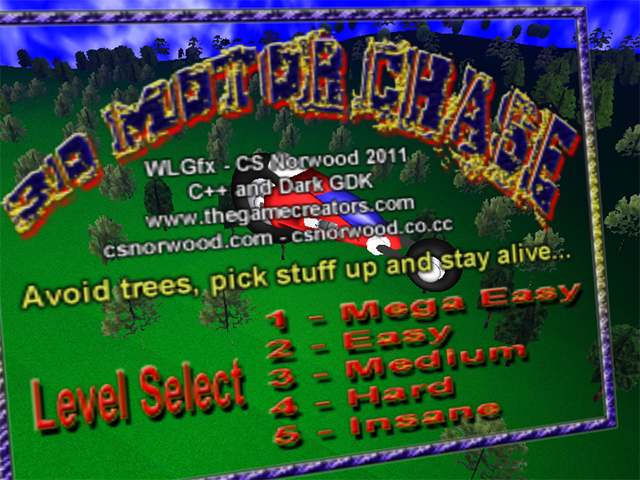 3D MOTOR CHASE
WLGfx - CS Norwood 2011
C++ and Dark GDK
www.thegamecreators.com
csnorwood.com - csnorwood.co.cc
Avoid trees, pick stuff up and stay alive...
Level Select
1 - Mega Easy
2 - Easy
3 - Medium
4 - Hard
5 - Insane